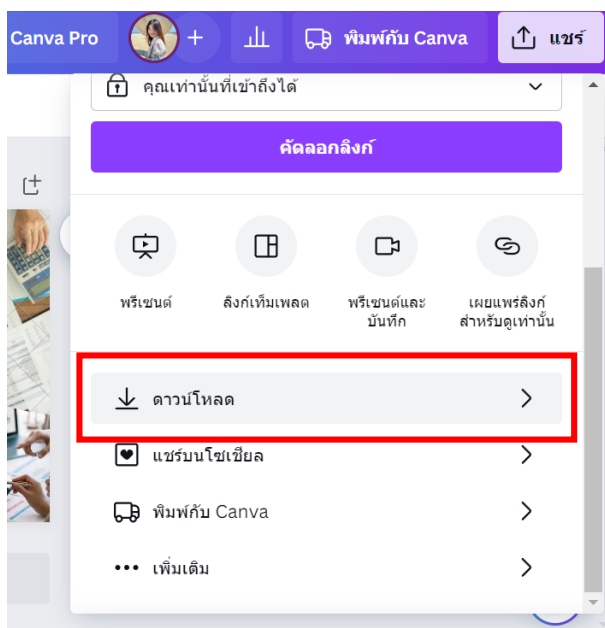 Canva Pro
พิมพ์กับ Canva
แชร์
คุณเท่านั้นที่เข้าถึงได้
คัดลอกลิงก์
พรีเซนต์
ลิงก์เท็มเพลต
พรีเซนต์และ
บันทึก
เผยแพร่ลิงก์
สำหรับดูเท่านั้น
ดาวน์โหลด
แชร์บนโซเชียล
พิมพ์กับ Canva
เพิ่มเติม